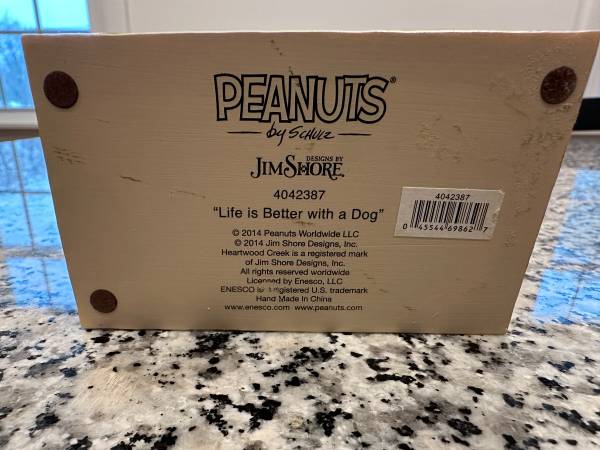 PEANUTS®
by SCHULZ
DESIGNS BY
JIM SHORE.
4042387
"Life is Better with a Dog"
© 2014 Peanuts Worldwide LLC
© 2014 Jim Shore Designs, Inc.
Heartwood Creek is a registered mark
of Jim Shore Designs, Inc.
All rights reserved worldwide
Licensed by Enesco, LLC
ENESCO is registered U.S. trademark
Hand Made In China
www.enesco.com www.peanuts.com
4042387
0 45544 69862 7